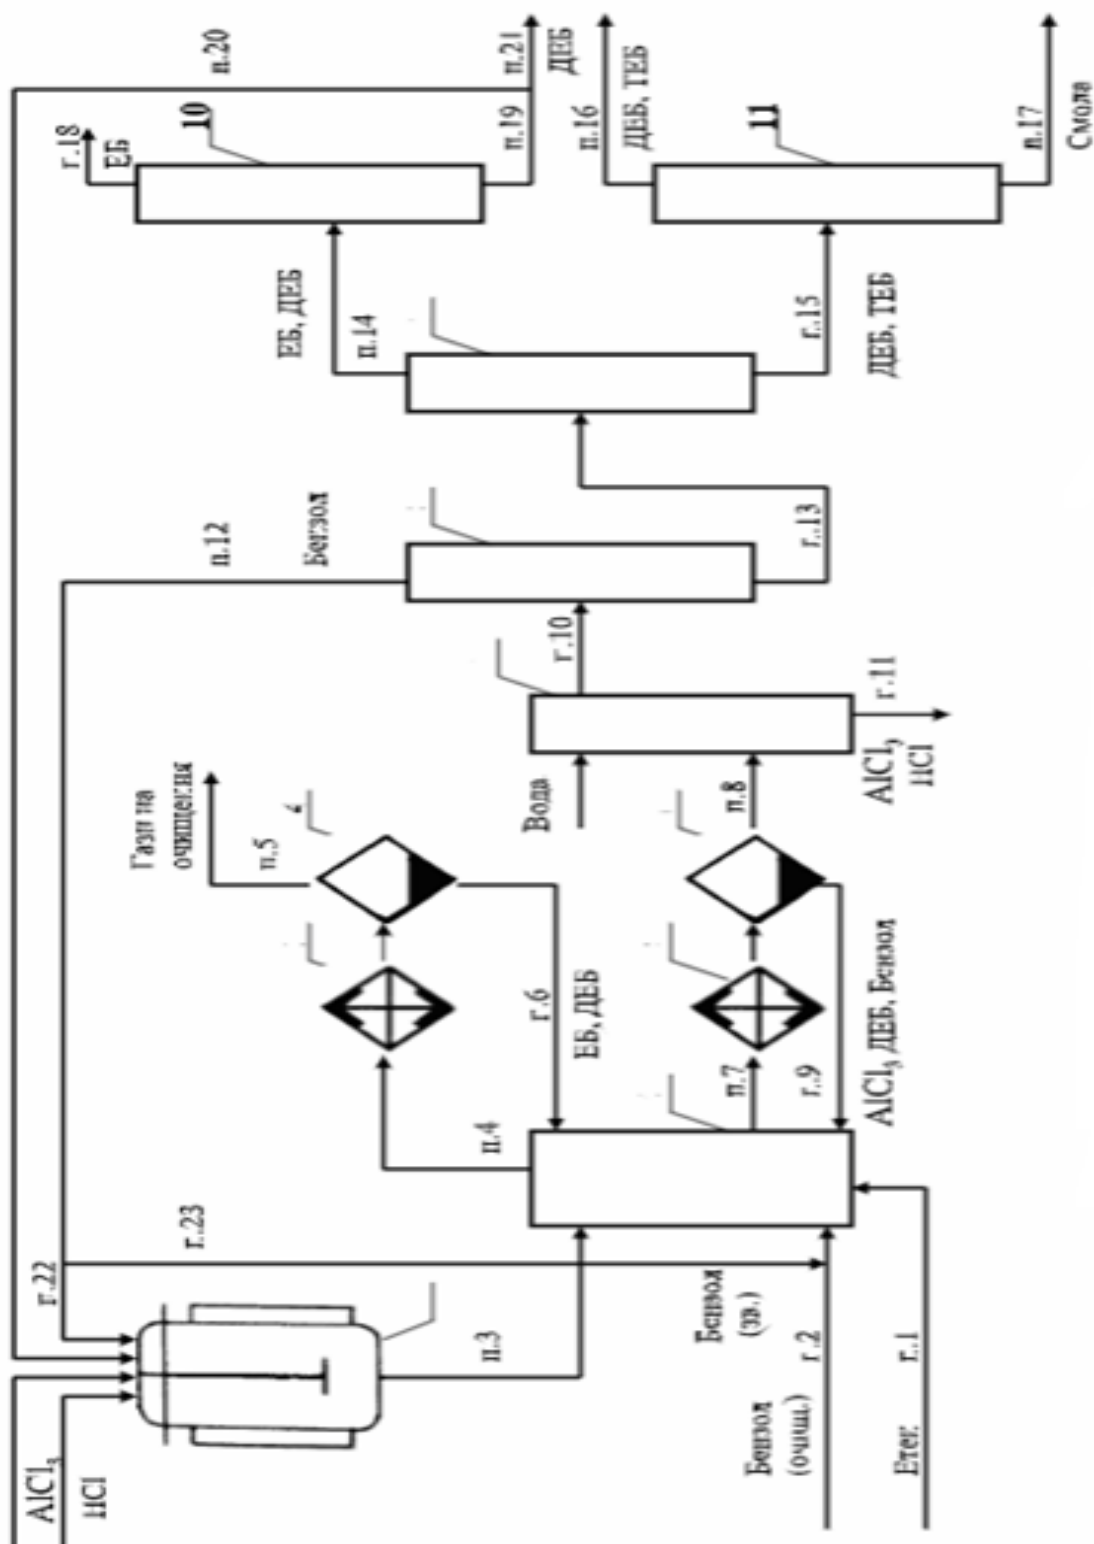 AlCl₃
HCl
г.22
г.23
п.3
Бензол
(зв.)
Бензол
(очищ.)
г.2
Етен
г.1
п.4
п.5
Гази на
очищення
4
г.6
ЕБ, ДЕБ
п.7
п.8
г.9
AlCl₃ ДЕБ, Бензол
Вода
г.10
г.11
AlCl₃
HCl
п.12
Бензол
г.13
ЕБ, ДЕБ
п.14
г.15
ДЕБ, ТЕБ
п.20
г.18
ЕБ
10
п.19
п.21
ДЕБ
п.16
ДЕБ, ТЕБ
11
п.17
Смола